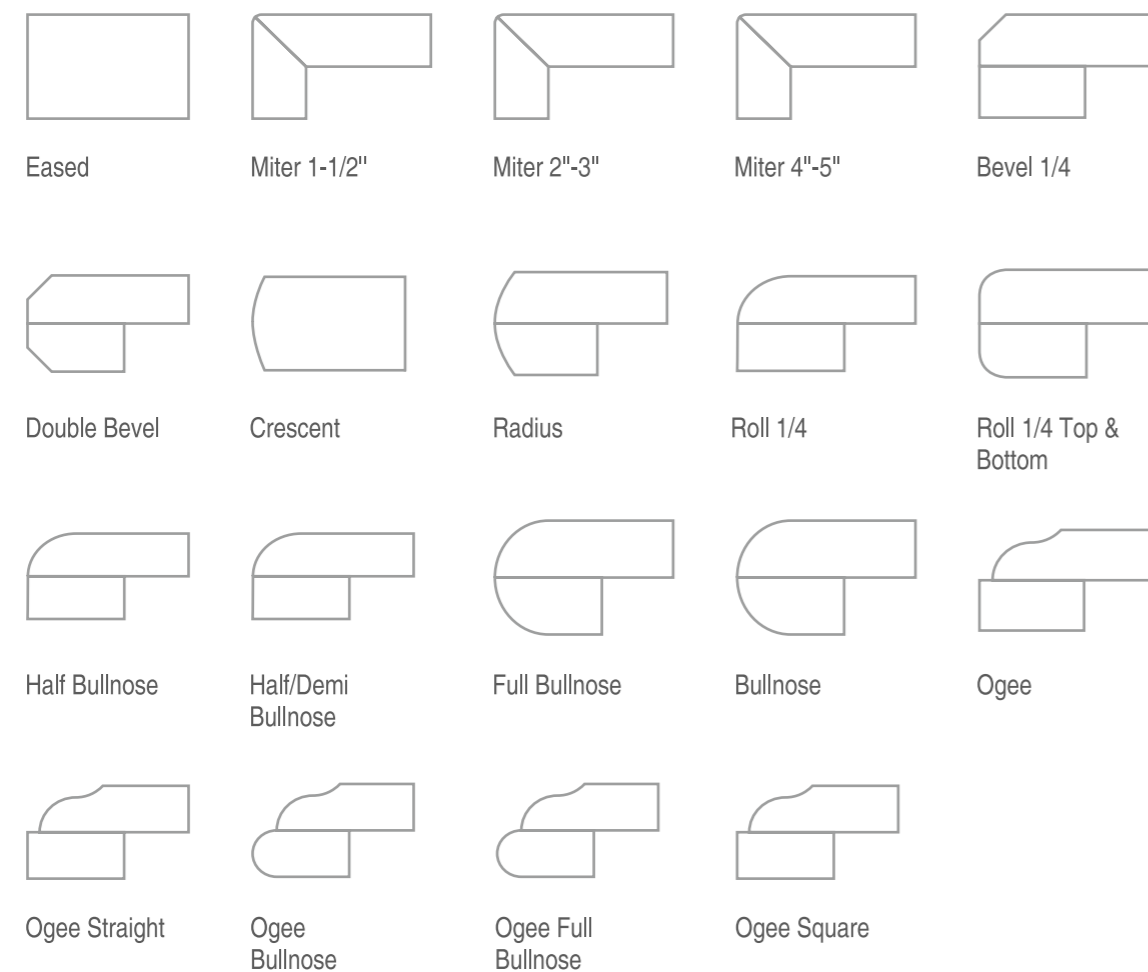 Eased
Miter 1-1/2"
Miter 2"-3"
Miter 4"-5"
Bevel 1/4
Double Bevel
Crescent
Radius
Roll 1/4
Roll 1/4 Top &
Bottom
Half Bullnose
Half/Demi
Bullnose
Full Bullnose
Bullnose
Ogee
Ogee Straight
Ogee
Bullnose
Ogee Full
Bullnose
Ogee Square